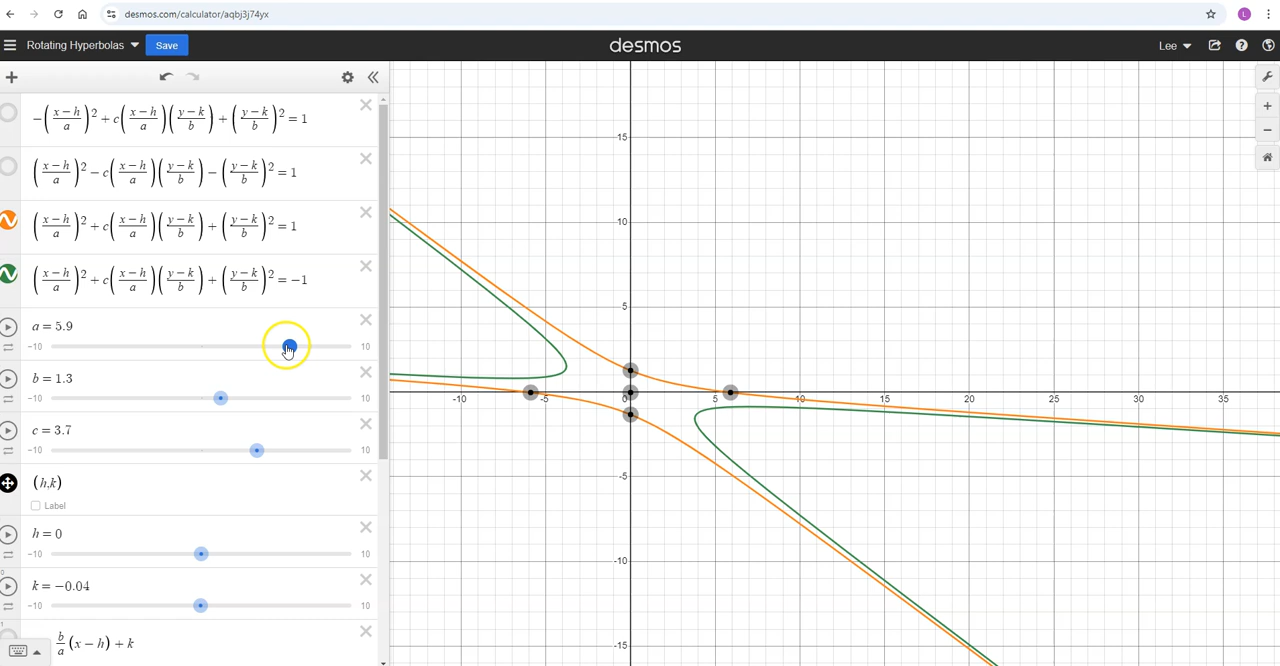 desmos.com/calculator/aqbj3j74yx
L
Rotating Hyperbolas
Save
desmos
Lee
−((x−h)/a)² + c((x−h)/a)((y−k)/b) + ((y−k)/b)² = 1
((x−h)/a)² − c((x−h)/a)((y−k)/b) − ((y−k)/b)² = 1
((x−h)/a)² + c((x−h)/a)((y−k)/b) + ((y−k)/b)² = 1
((x−h)/a)² + c((x−h)/a)((y−k)/b) + ((y−k)/b)² = −1
a = 5.9
-10 10
b = 1.3
-10 10
c = 3.7
-10 10
(h,k)
Label
h = 0
-10 10
0
k = −0.04
-10 10
1
b/a (x−h) + k
15
10
5
-10 -5 0 5 10 15 20 25 30 35
-5
-10
-15